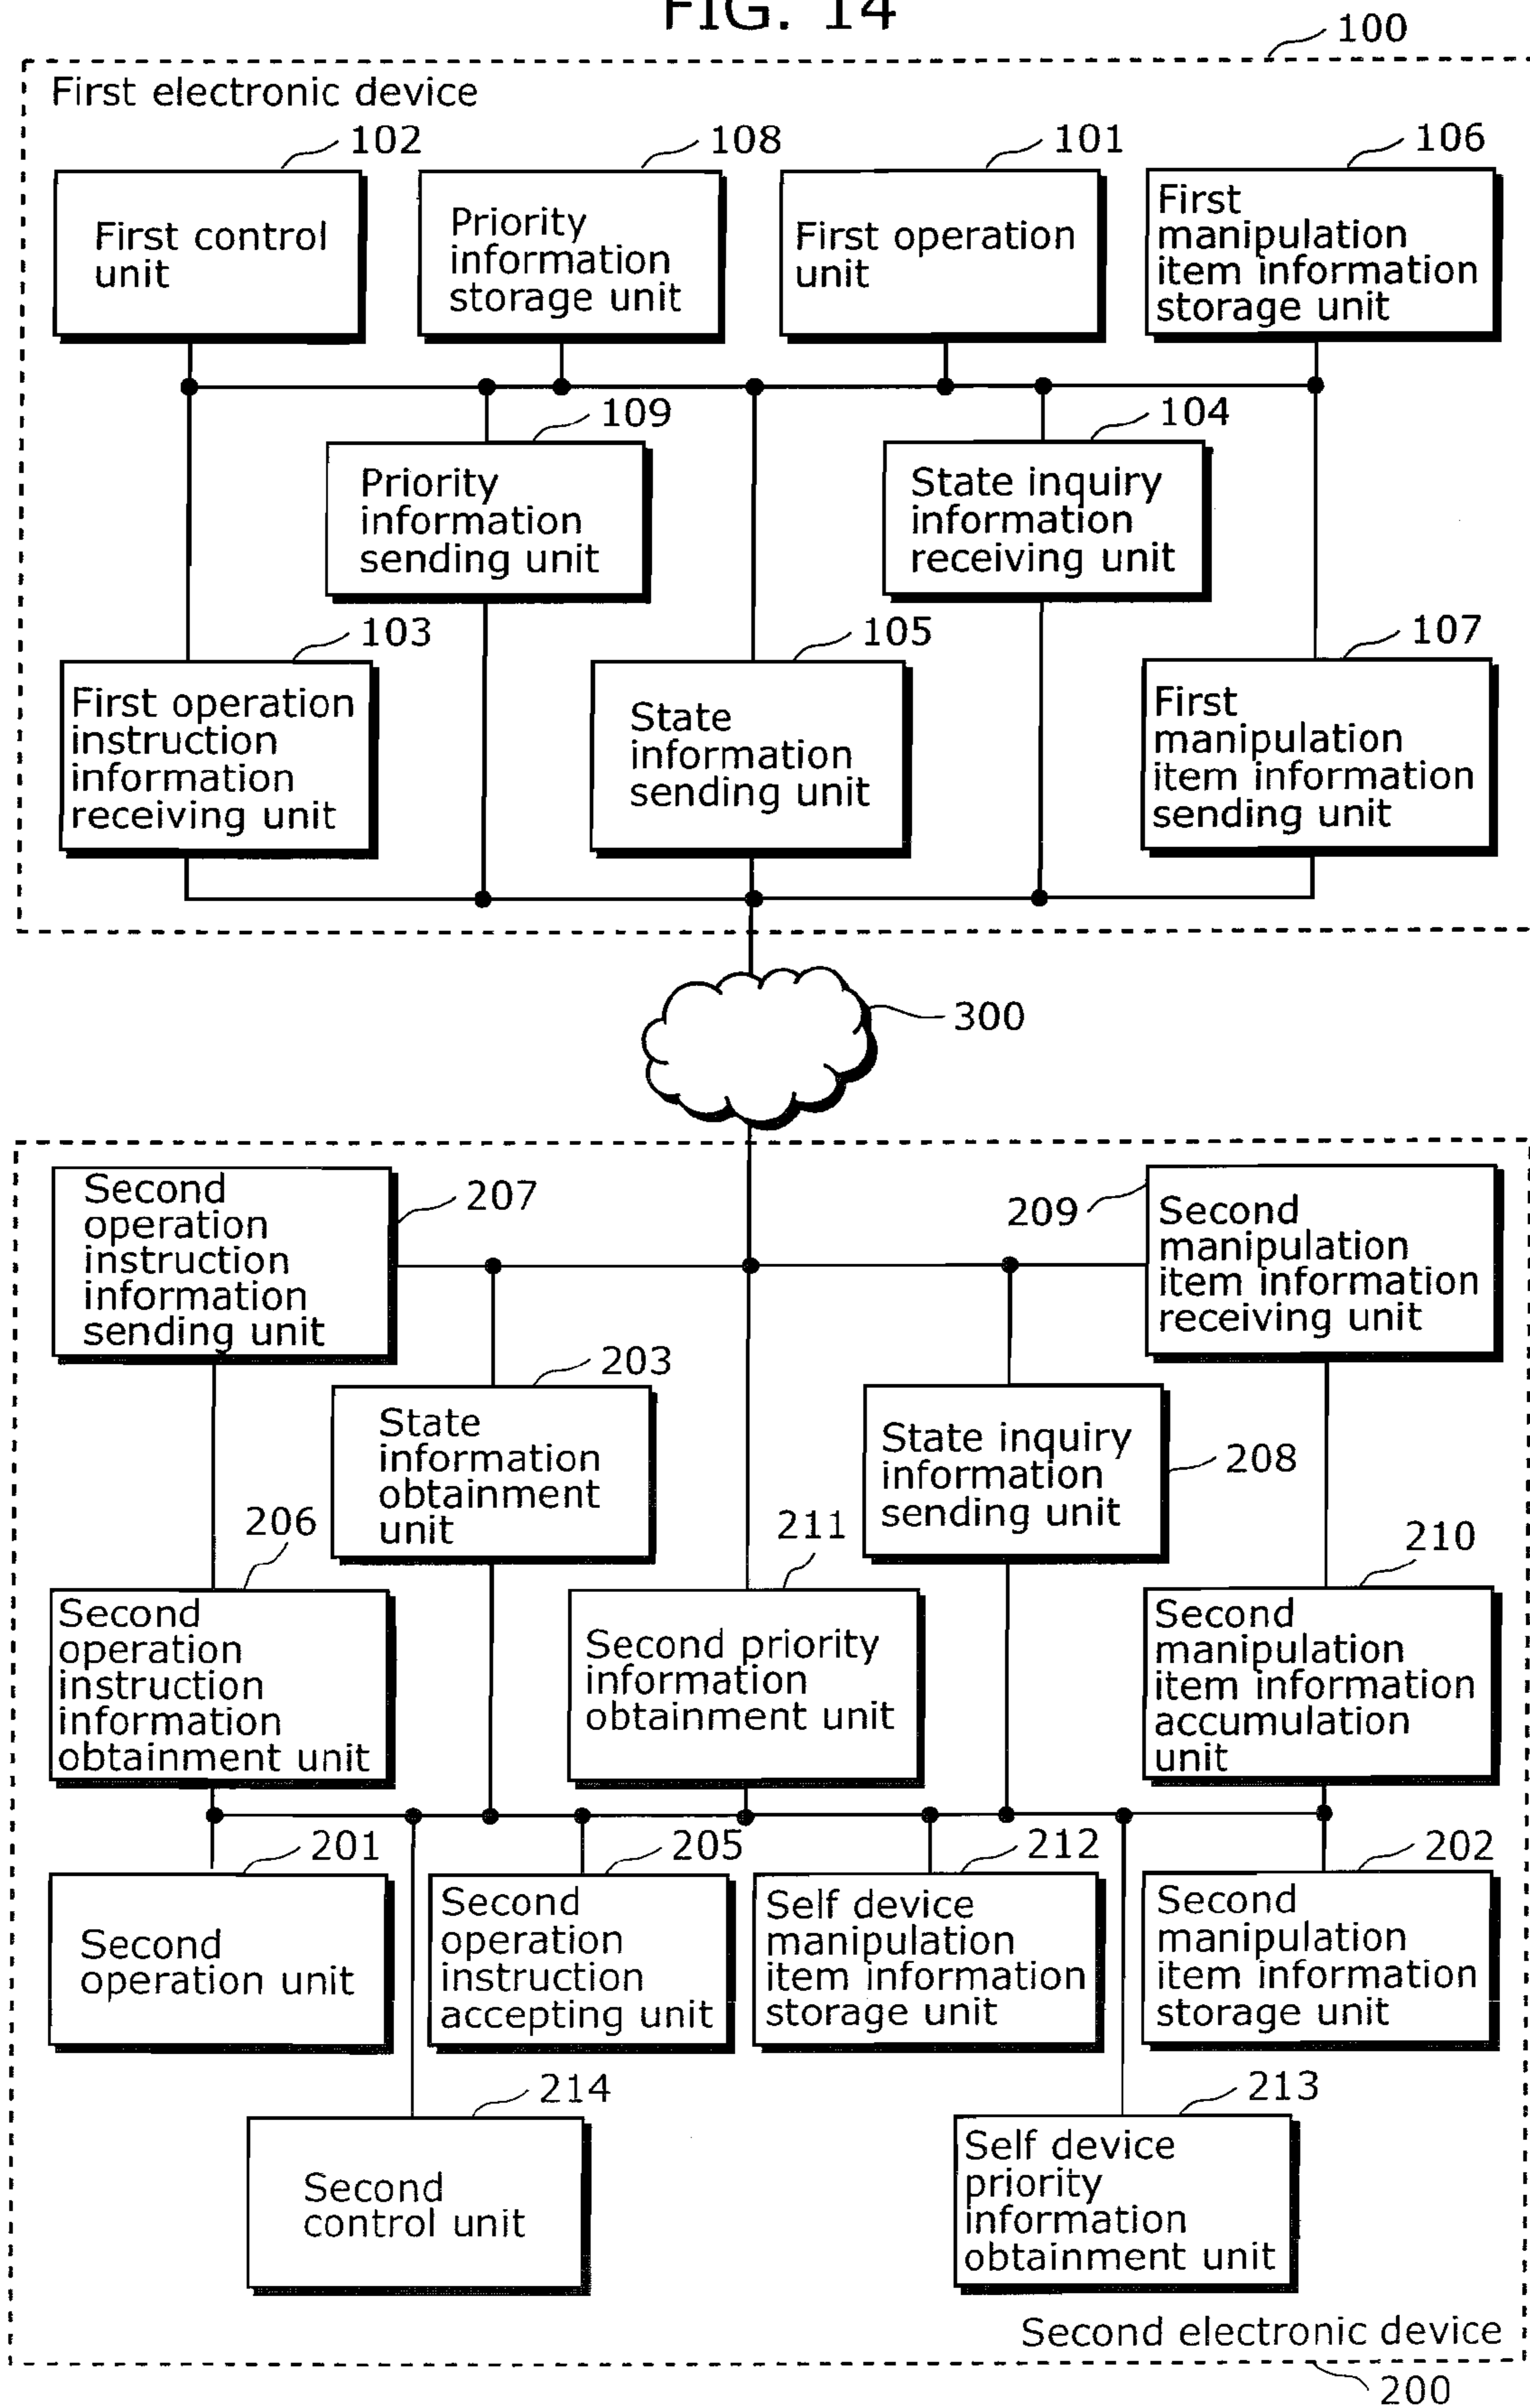 FIG. 14
100
First electronic device
102
108
101
106
First control
unit
Priority
information
storage unit
First operation
unit
First
manipulation
item information
storage unit
109
104
Priority
information
sending unit
State inquiry
information
receiving unit
103
105
107
First operation
instruction
information
receiving unit
State
information
sending unit
First
manipulation
item information
sending unit
300
Second
operation
instruction
information
sending unit
207
209
Second
manipulation
item information
receiving unit
203
State
information
obtainment
unit
State inquiry
information
sending unit
208
206
211
210
Second
operation
instruction
information
obtainment unit
Second priority
information
obtainment unit
Second
manipulation
item information
accumulation
unit
201
205
212
202
Second
operation unit
Second
operation
instruction
accepting unit
Self device
manipulation
item information
storage unit
Second
manipulation
item information
storage unit
214
213
Second
control unit
Self device
priority
information
obtainment unit
Second electronic device
200